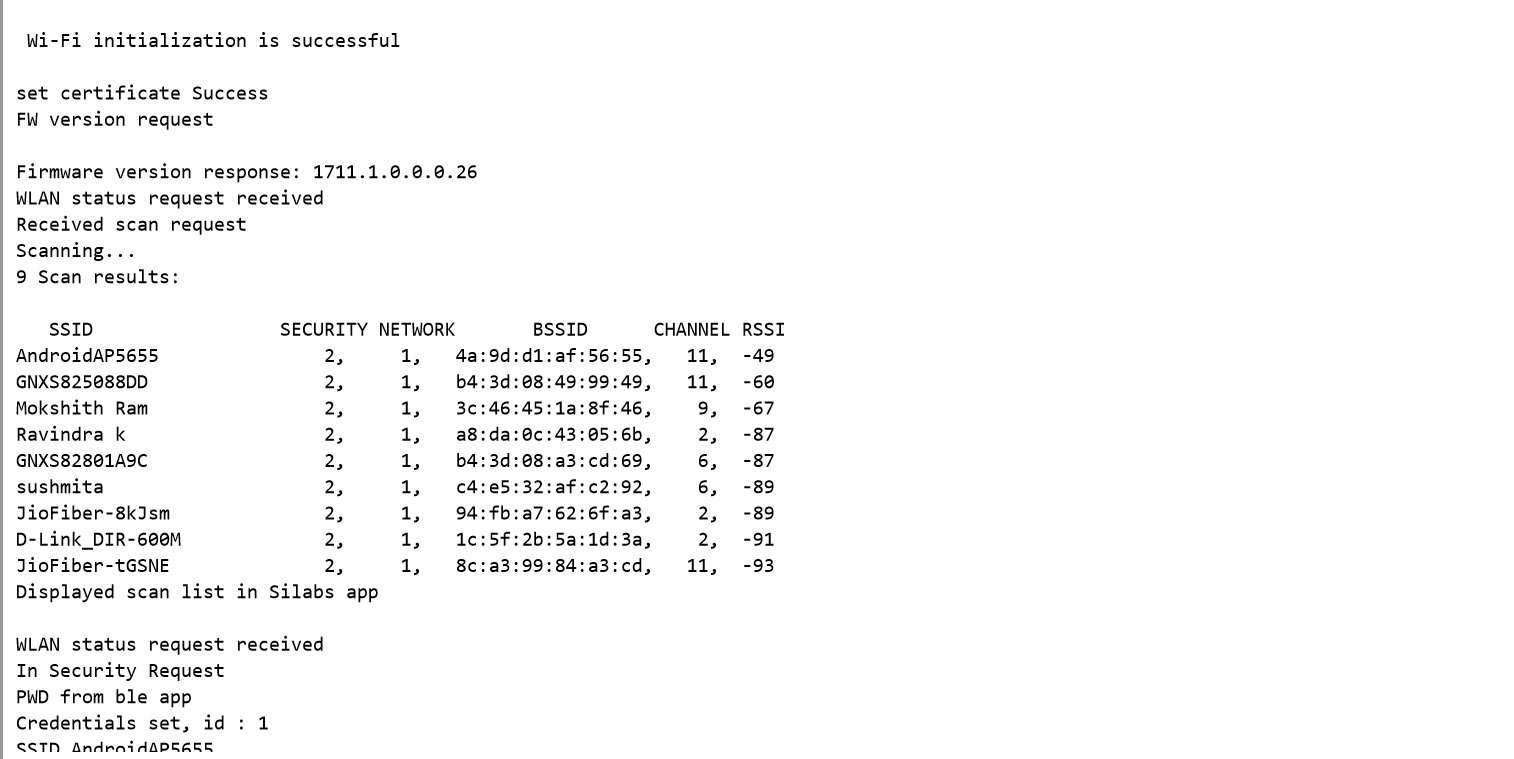 Wi-Fi initialization is successful
set certificate Success
FW version request
Firmware version response: 1711.1.0.0.0.26
WLAN status request received
Received scan request
Scanning...
9 Scan results:
SSID SECURITY NETWORK BSSID CHANNEL RSSI
AndroidAP5655 2, 1, 4a:9d:d1:af:56:55, 11, -49
GNXS825088DD 2, 1, b4:3d:08:49:99:49, 11, -60
Mokshith Ram 2, 1, 3c:46:45:1a:8f:46, 9, -67
Ravindra k 2, 1, a8:da:0c:43:05:6b, 2, -87
GNXS82801A9C 2, 1, b4:3d:08:a3:cd:69, 6, -87
sushmita 2, 1, c4:e5:32:af:c2:92, 6, -89
JioFiber-8kJsm 2, 1, 94:fb:a7:62:6f:a3, 2, -89
D-Link_DIR-600M 2, 1, 1c:5f:2b:5a:1d:3a, 2, -91
JioFiber-tGSNE 2, 1, 8c:a3:99:84:a3:cd, 11, -93
Displayed scan list in Silabs app
WLAN status request received
In Security Request
PWD from ble app
Credentials set, id : 1
SSID AndroidAP5655